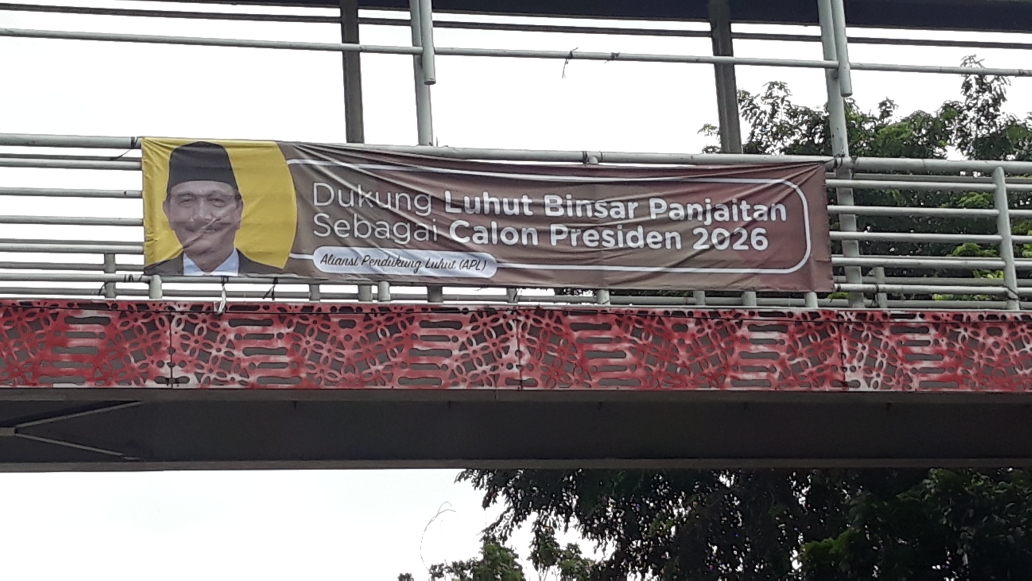 Dukung Luhut Binsar Panjaitan
Sebagai Calon Presiden 2026
Aliansi Pendukung Luhut (APL)